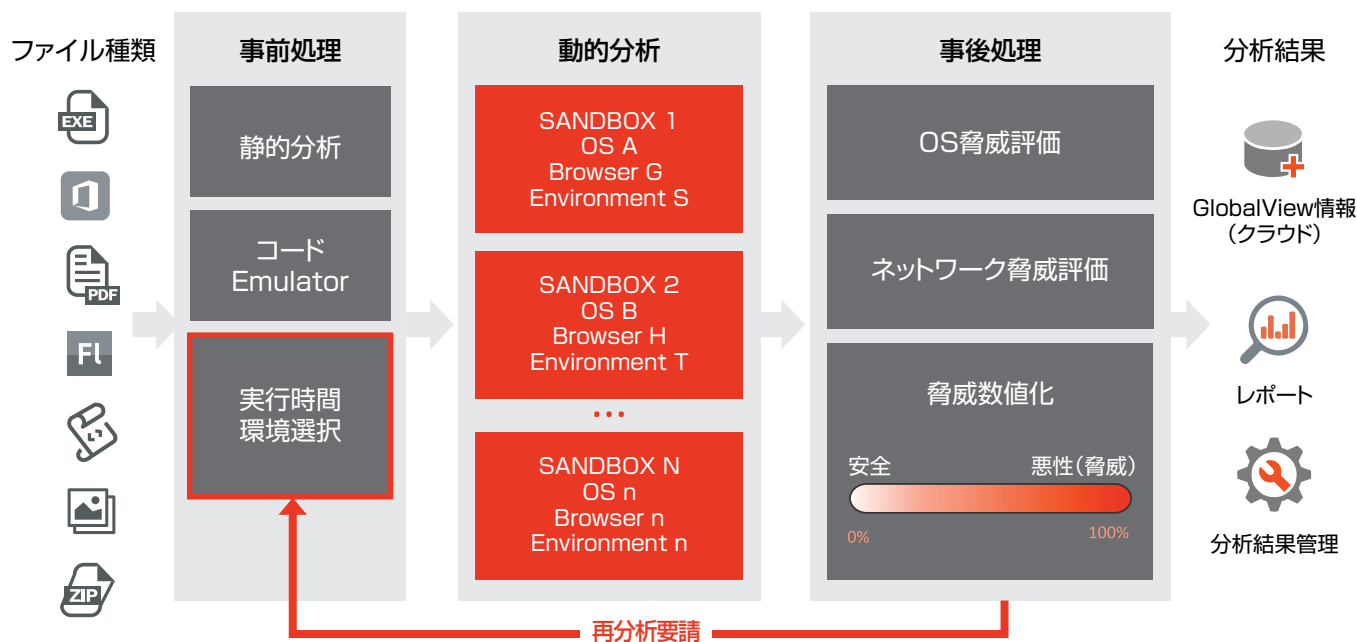 ファイル種類
EXE
PDF
Fl
ZIP
事前処理
静的分析
コード
Emulator
実行時間
環境選択
動的分析
SANDBOX 1
OS A
Browser G
Environment S
SANDBOX 2
OS B
Browser H
Environment T
...
SANDBOX N
OS n
Browser n
Environment n
事後処理
OS脅威評価
ネットワーク脅威評価
脅威数値化
安全 悪性(脅威)
0% 100%
分析結果
GlobalView情報
(クラウド)
レポート
分析結果管理
再分析要請